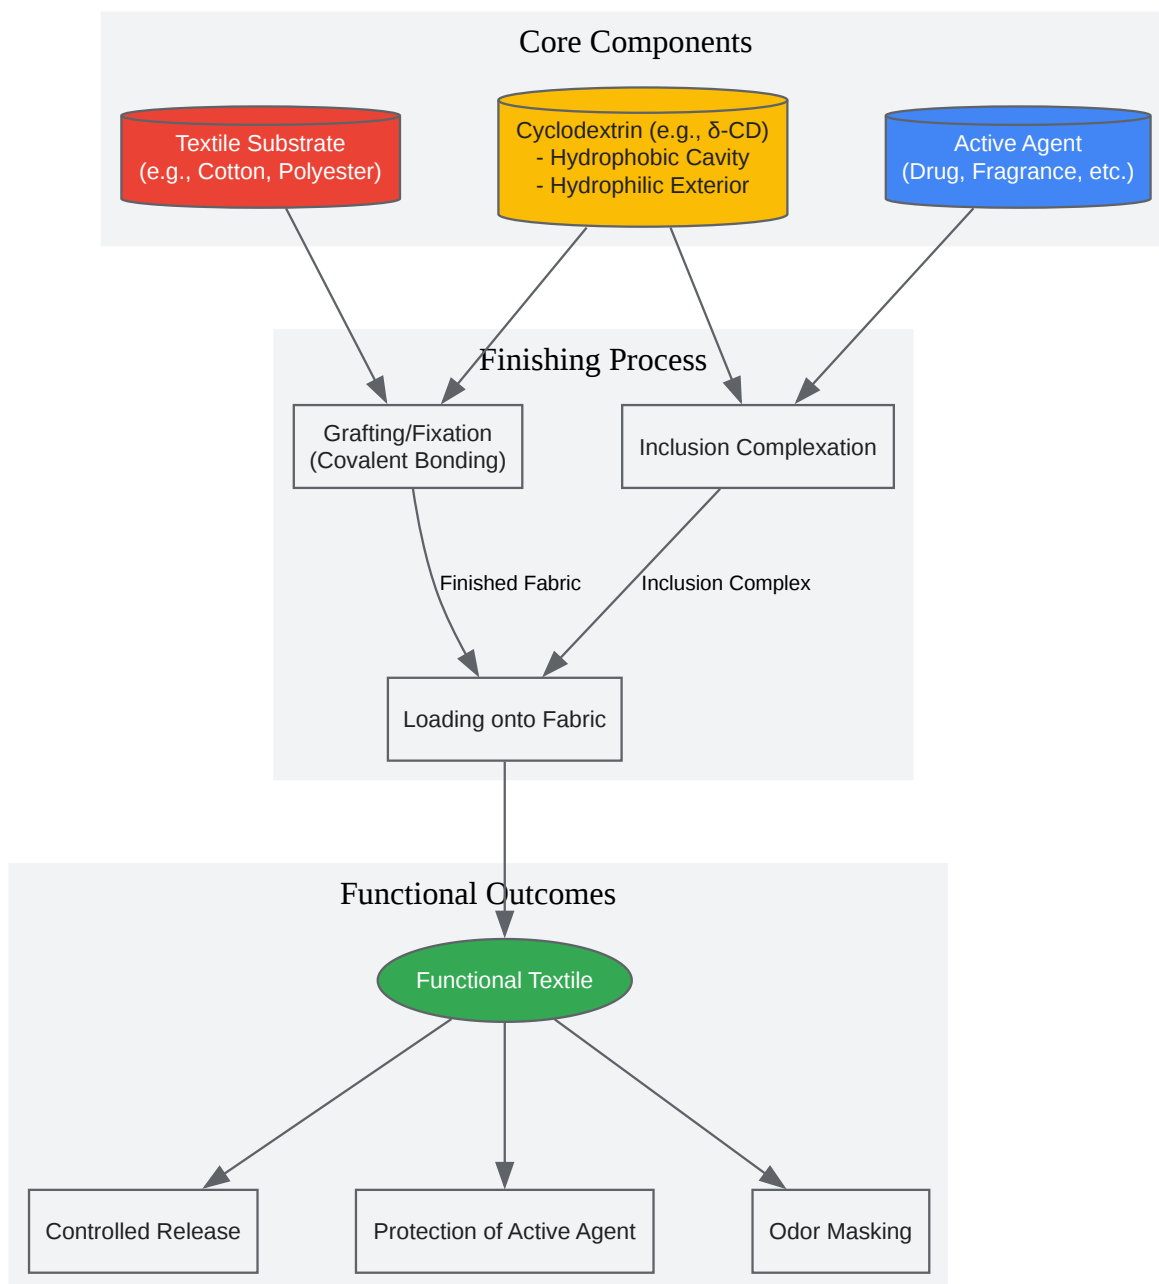 Core Components
Textile Substrate
(e.g., Cotton, Polyester)
Cyclodextrin (e.g., δ-CD)
- Hydrophobic Cavity
- Hydrophilic Exterior
Active Agent
(Drug, Fragrance, etc.)
Finishing Process
Grafting/Fixation
(Covalent Bonding)
Inclusion Complexation
Finished Fabric
Inclusion Complex
Loading onto Fabric
Functional Outcomes
Functional Textile
Controlled Release
Protection of Active Agent
Odor Masking